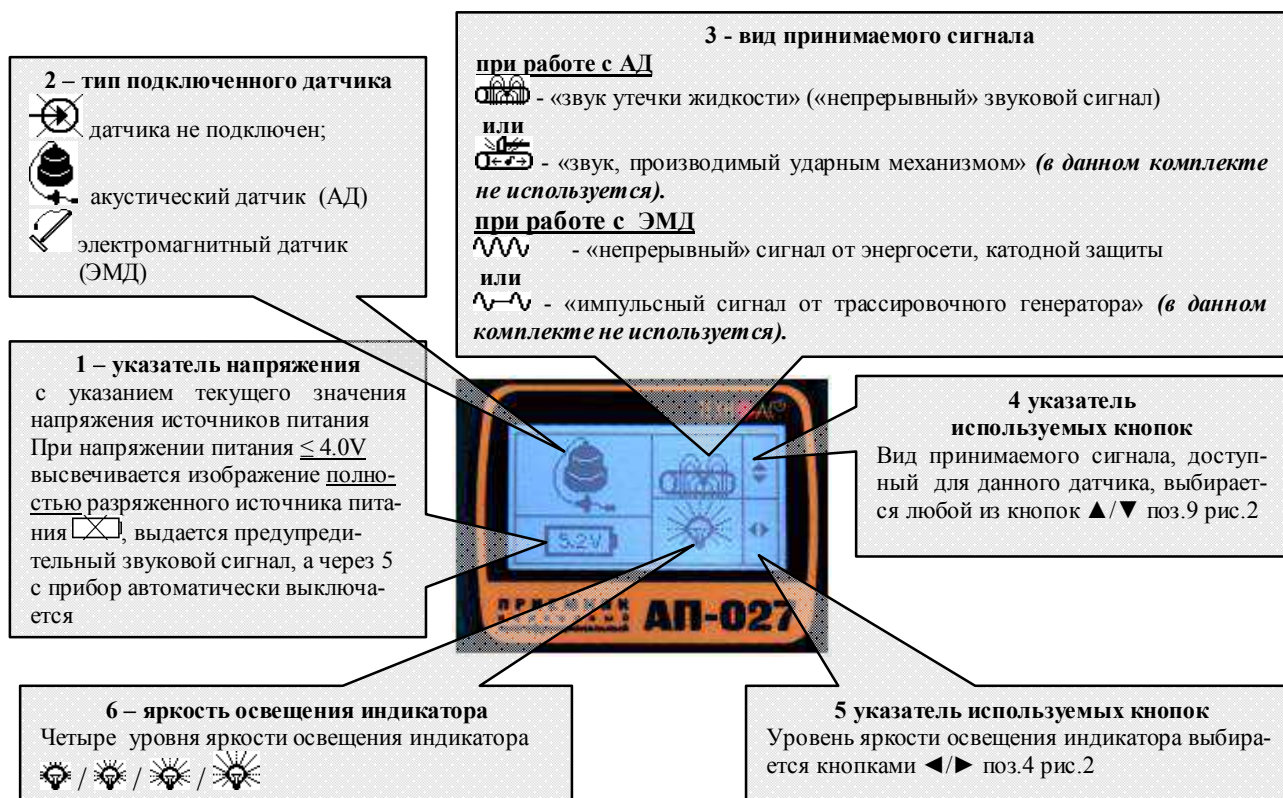 3 - вид принимаемого сигнала
при работе с АД
- «звук утечки жидкости» («непрерывный» звуковой сигнал)
или
- «звук, производимый ударным механизмом» (в данном комплекте
не используется).
при работе с ЭМД
- «непрерывный» сигнал от энергосети, катодной защиты
или
- «импульсный сигнал от трассировочного генератора» (в данном
комплекте не используется).
2 – тип подключенного датчика
датчика не подключен;
акустический датчик (АД)
электромагнитный датчик
(ЭМД)
1 – указатель напряжения
с указанием текущего значения
напряжения источников питания
При напряжении питания ≤ 4.0V
высвечивается изображение полно-
стью разряженного источника пита-
ния , выдается предупреди-
тельный звуковой сигнал, а через 5
с прибор автоматически выключа-
ется
5.2V
ПРИЕМНИК
АП-027
4 указатель
используемых кнопок
Вид принимаемого сигнала, доступ-
ный для данного датчика, выбирает-
ся любой из кнопок ▲/▼ поз.9 рис.2
6 – яркость освещения индикатора
Четыре уровня яркости освещения индикатора
/ / /
5 указатель используемых кнопок
Уровень яркости освещения индикатора выбира-
ется кнопками ◄/► поз.4 рис.2